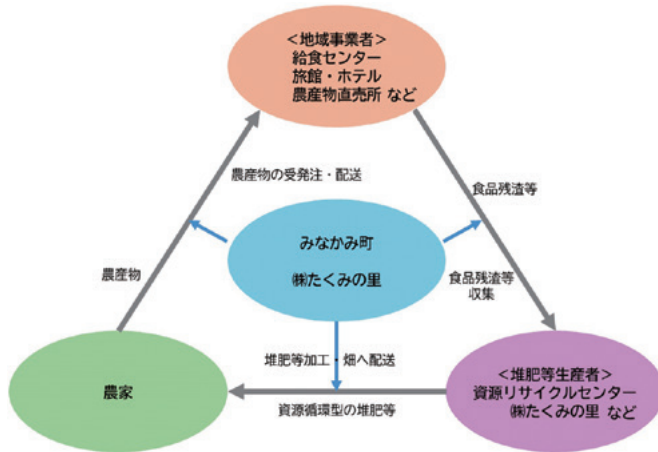 <地域事業者>
給食センター
旅館・ホテル
農産物直売所 など
農産物の受発注・配送
食品残渣等
みなかみ町
㈱たくみの里
農産物
食品残渣等
収集
堆肥等加工・畑へ配送
農家
資源循環型の堆肥等
<堆肥等生産者>
資源リサイクルセンター
㈱たくみの里 など